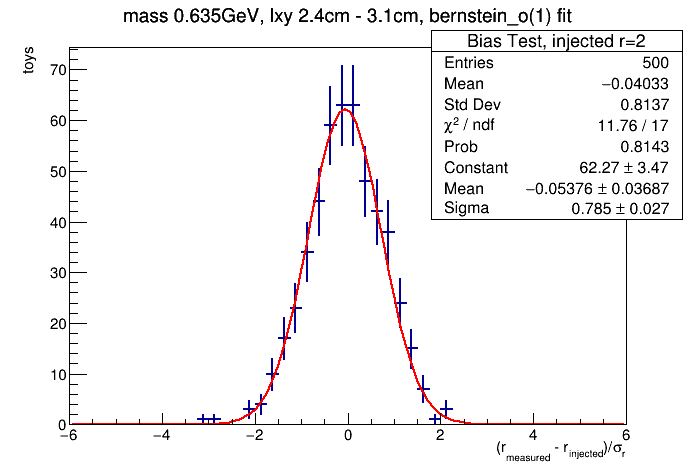 mass 0.635GeV, lxy 2.4cm - 3.1cm, bernstein_o(1) fit
toys
Bias Test, injected r=2
Entries 500
Mean −0.04033
Std Dev 0.8137
χ² / ndf 11.76 / 17
Prob 0.8143
Constant 62.27 ± 3.47
Mean −0.05376 ± 0.03687
Sigma 0.785 ± 0.027
70
60
50
40
30
20
10
0
−6 −4 −2 0 2 4 6
(r_measured - r_injected)/σ_r